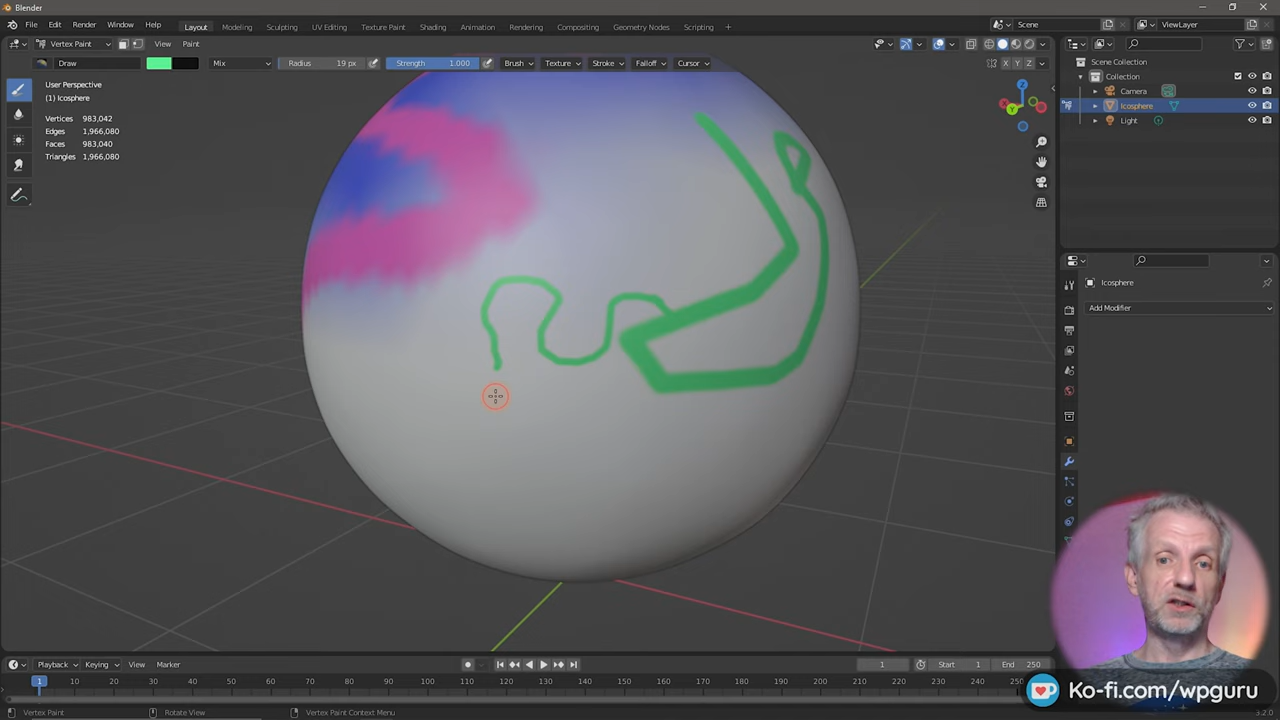 Blender
File Edit Render Window Help Layout Modeling Sculpting UV Editing Texture Paint Shading Animation Rendering Compositing Geometry Nodes Scripting + Scene ViewLayer
Vertex Paint View Paint
Draw Mix Radius 19 px Strength 1.000 Brush Texture Stroke Falloff Cursor X Y Z
User Perspective
(1) Icosphere
Vertices 983,042
Edges 1,966,080
Faces 983,040
Triangles 1,966,080
Z
X
Y
Scene Collection
Collection
Camera
Icosphere
Light
Icosphere
Add Modifier
Playback Keying View Marker 1 Start 1 End 250
1 10 20 30 40 50 60 70 80 90 100 110 120 130 140 150 160 170 180 190 200 210 220 230 240 250
Vertex Paint Rotate View Vertex Paint Context Menu 3.2.0
Ko-fi.com/wpguru